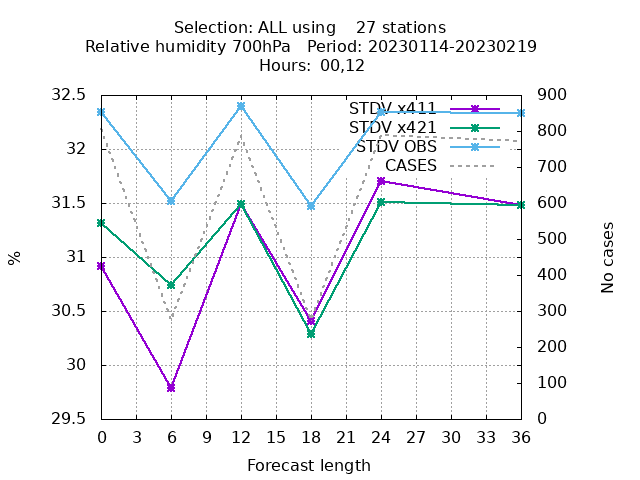 Selection: ALL using    27 stations
Relative humidity 700hPa   Period: 20230114-20230219
Hours:  00,12
STDV x411
STDV x421
STDV OBS
CASES
32.5
32
31.5
31
30.5
30
29.5
%
900
800
700
600
500
400
300
200
100
0
No cases
0 3 6 9 12 15 18 21 24 27 30 33 36
Forecast length